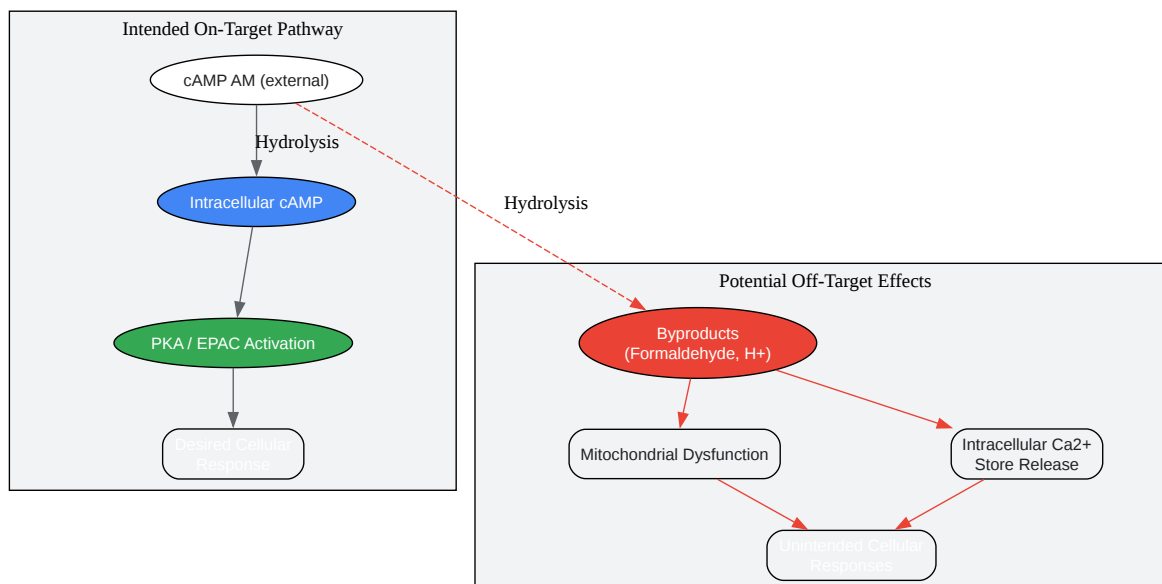 Intended On-Target Pathway
cAMP AM (external)
Hydrolysis
Intracellular cAMP
Hydrolysis
Potential Off-Target Effects
PKA / EPAC Activation
Byproducts
(Formaldehyde, H+)
Desired Cellular
Response
Mitochondrial Dysfunction
Intracellular Ca2+
Store Release
Unintended Cellular
Responses